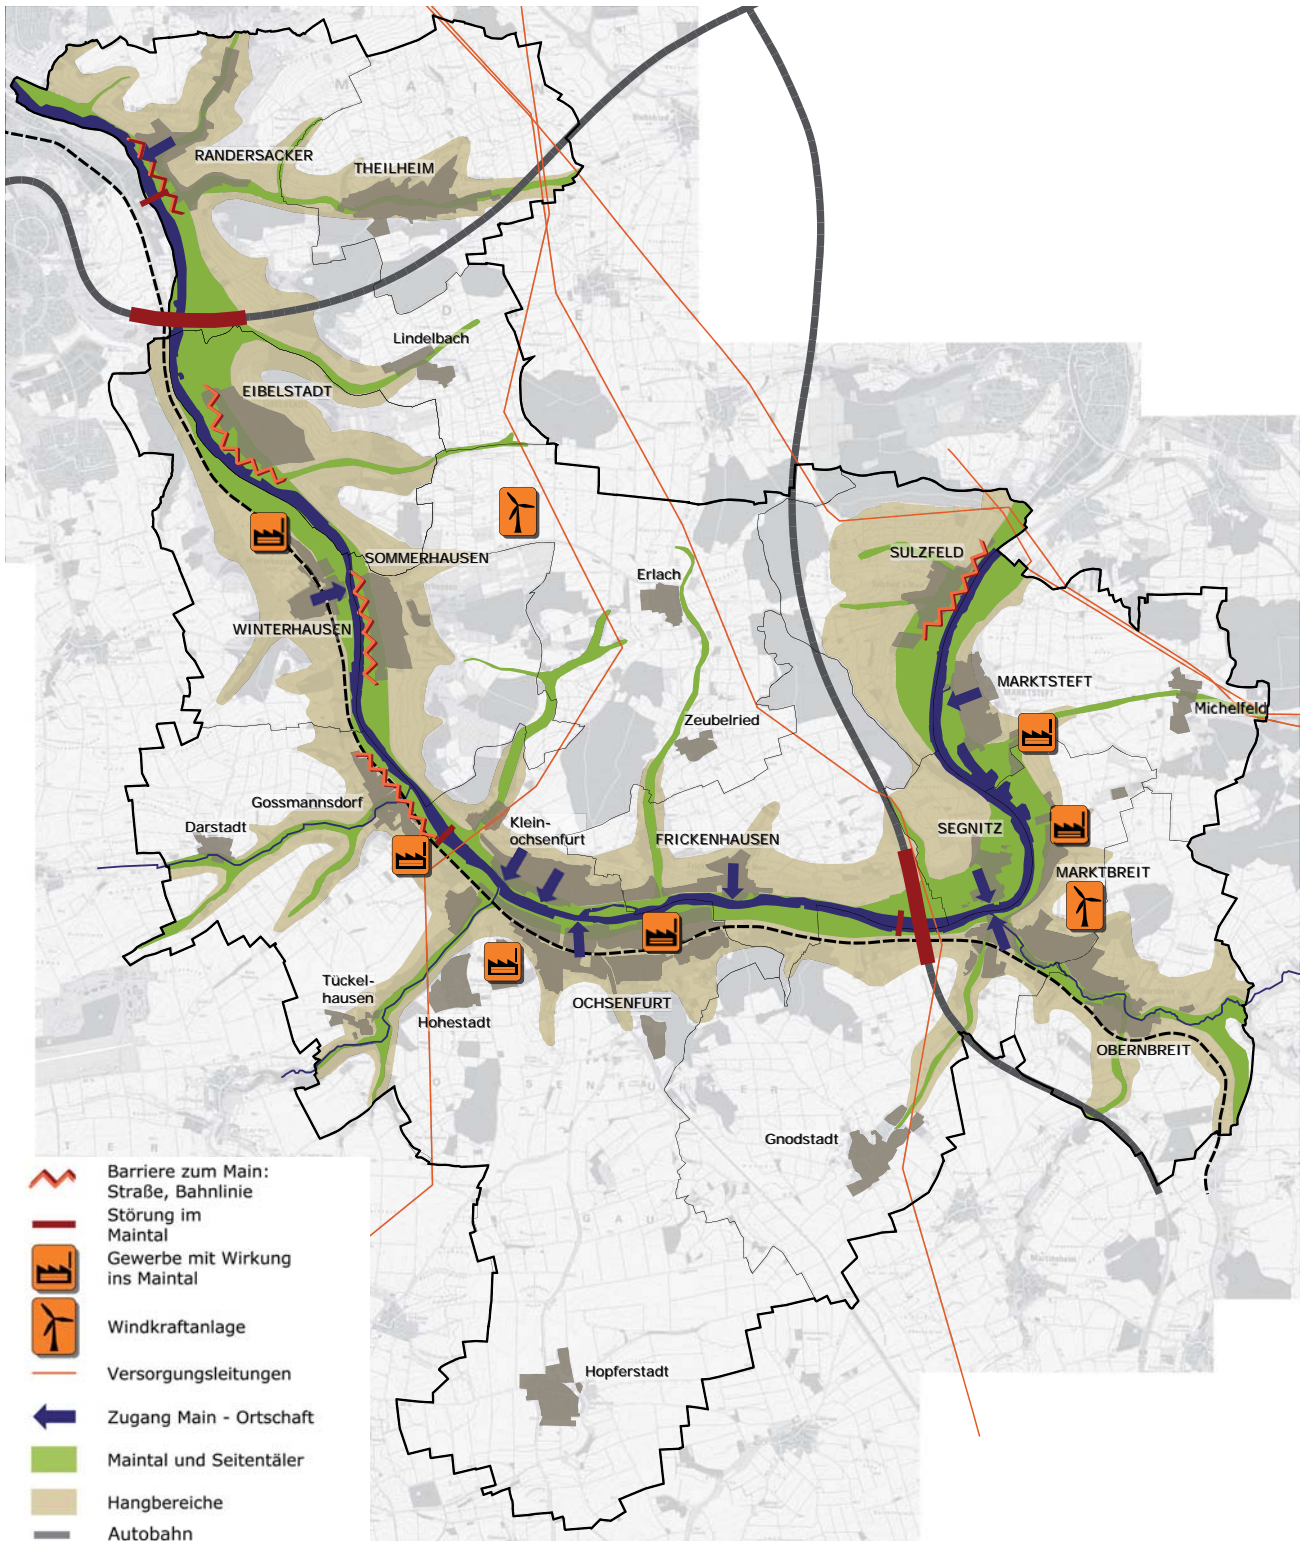 M A I N
RANDERSACKER
THEILHEIM
D R E I
Lindelbach
EIBELSTADT
SOMMERHAUSEN
SULZFELD
Erlach
WINTERHAUSEN
MARKTSTEFT
MARKTSTEFT
Michelfeld
Zeubelried
Gossmannsdorf
Darstadt
Klein-
ochsenfurt
FRICKENHAUSEN
SEGNITZ
MARKTBREIT
Tückel-
hausen
Hohestadt
OCHSENFURT
OBERNBREIT
Gnodstadt
G A U
Martinsheim
Hopferstadt
Barriere zum Main:
Straße, Bahnlinie
Störung im
Maintal
Gewerbe mit Wirkung
ins Maintal
Windkraftanlage
Versorgungsleitungen
Zugang Main - Ortschaft
Maintal und Seitentäler
Hangbereiche
Autobahn